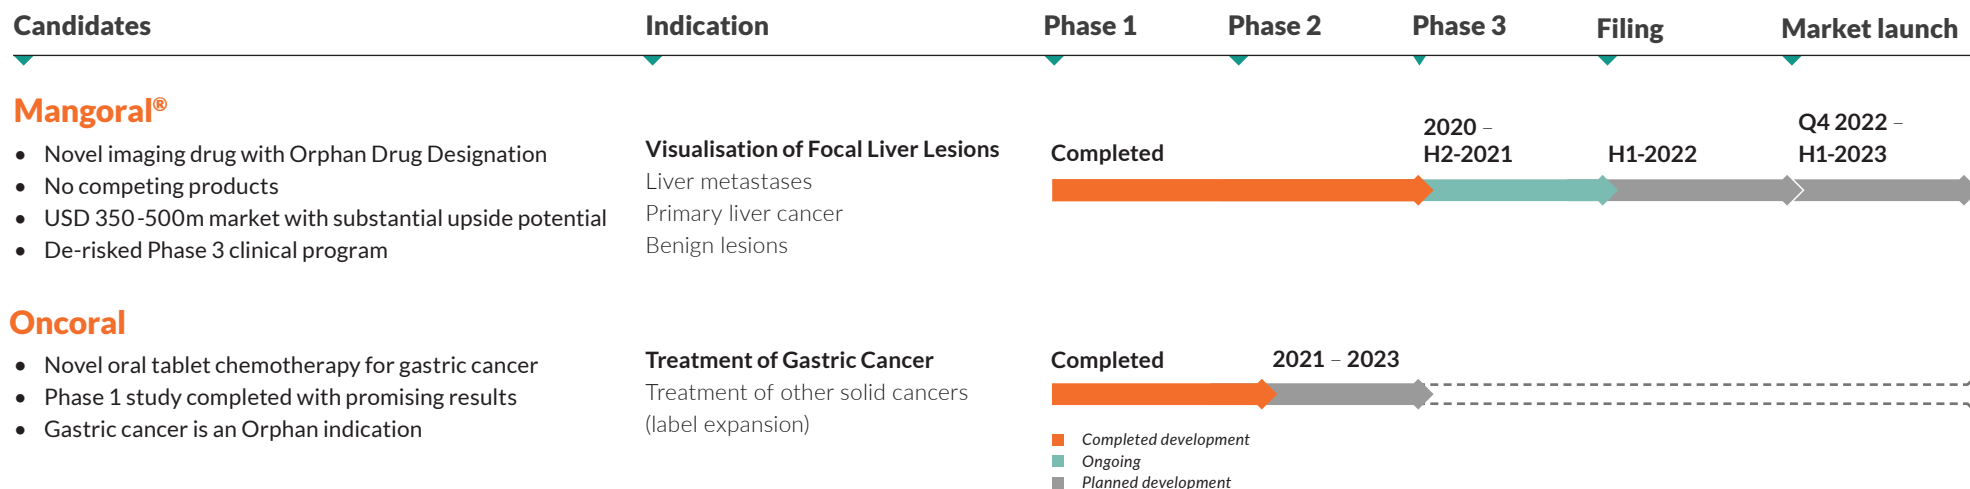 Candidates
Indication
Phase 1
Phase 2
Phase 3
Filing
Market launch
Mangoral®
• Novel imaging drug with Orphan Drug Designation
• No competing products
• USD 350-500m market with substantial upside potential
• De-risked Phase 3 clinical program
Visualisation of Focal Liver Lesions
Liver metastases
Primary liver cancer
Benign lesions
Completed
2020 –
H2-2021
H1-2022
Q4 2022 –
H1-2023
Oncoral
• Novel oral tablet chemotherapy for gastric cancer
• Phase 1 study completed with promising results
• Gastric cancer is an Orphan indication
Treatment of Gastric Cancer
Treatment of other solid cancers
(label expansion)
Completed
2021 – 2023
Completed development
Ongoing
Planned development